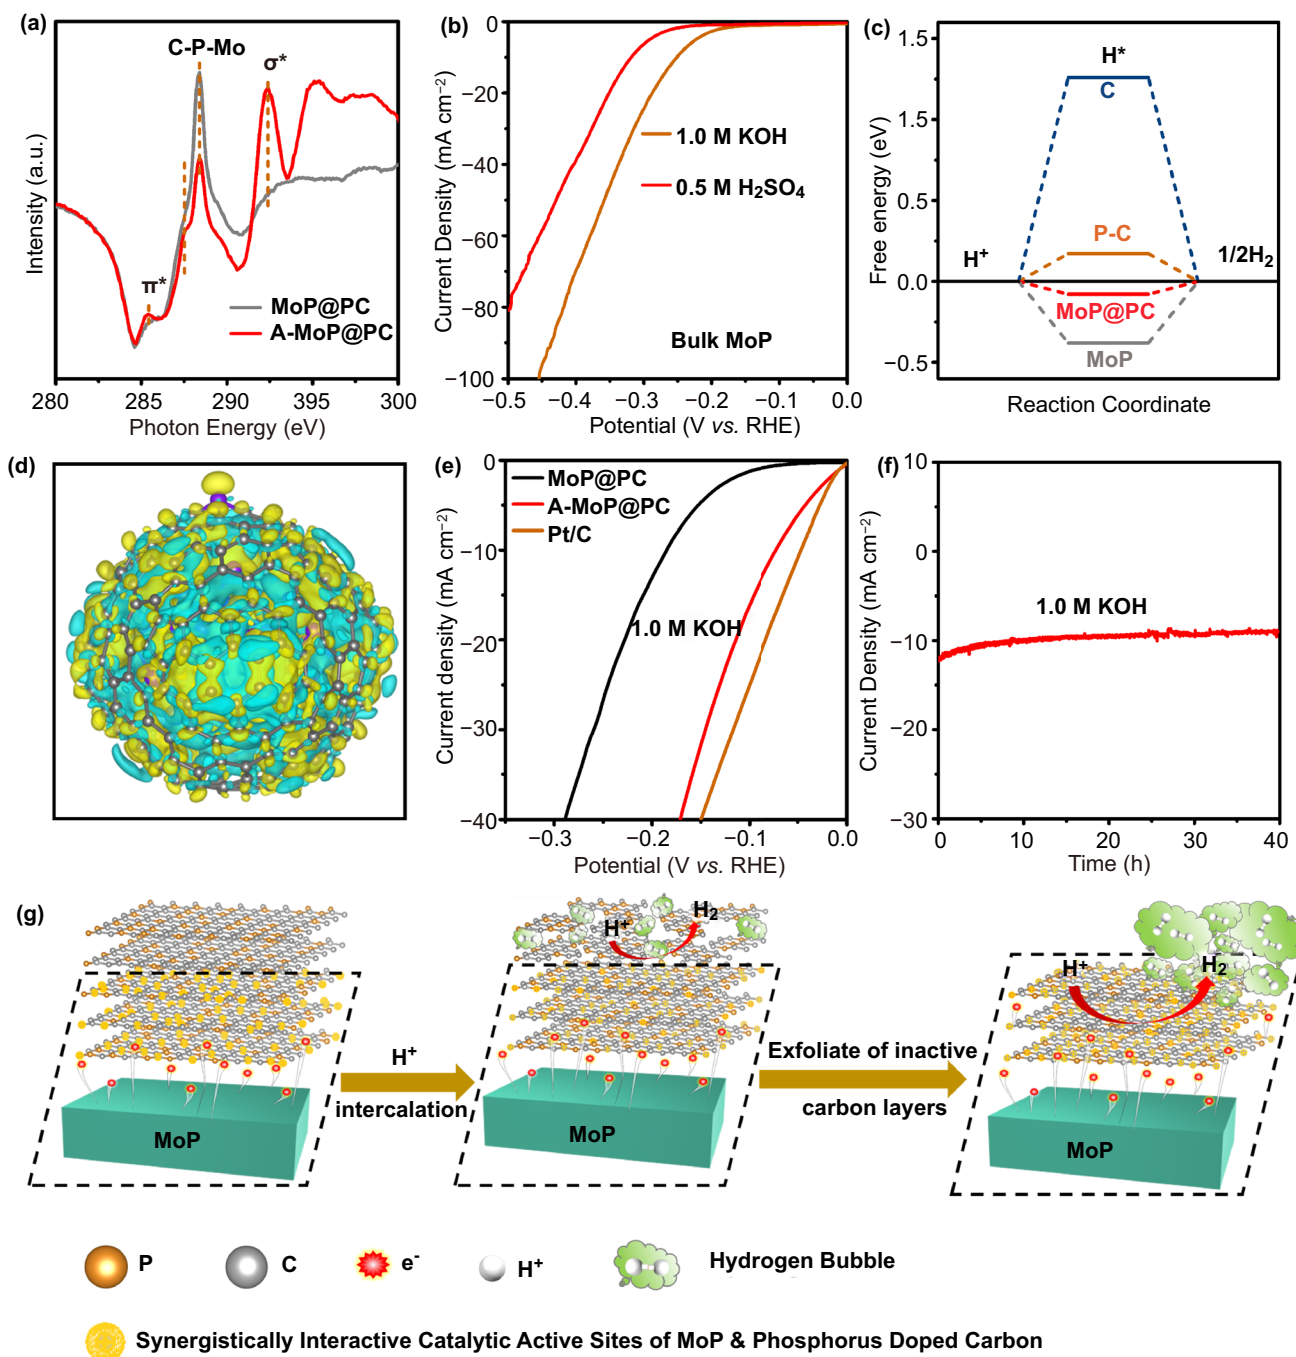 (a)
C-P-Mo
σ*
π*
MoP@PC
A-MoP@PC
Intensity (a.u.)
280
285
290
295
300
Photon Energy (eV)
(b)
0
−20
−40
−60
−80
−100
Current Density (mA cm⁻²)
1.0 M KOH
0.5 M H₂SO₄
Bulk MoP
−0.5
−0.4
−0.3
−0.2
−0.1
0.0
Potential (V vs. RHE)
(c)
1.5
1.5
0.5
0.0
−0.5
Free energy (eV)
H*
C
P-C
H⁺
1/2H₂
MoP@PC
MoP
Reaction Coordinate
(d)
(e)
0
−10
−20
−30
−40
Current density (mA cm⁻²)
MoP@PC
A-MoP@PC
Pt/C
1.0 M KOH
−0.3
−0.2
−0.1
0.0
Potential (V vs. RHE)
(f)
10
0
−10
−20
−30
Current Density (mA cm⁻²)
1.0 M KOH
0
10
20
30
40
Time (h)
(g)
MoP
H⁺
intercalation
H⁺
H₂
MoP
Exfoliate of inactive
carbon layers
H⁺
H₂
MoP
P
C
e⁻
H⁺
Hydrogen Bubble
Synergistically Interactive Catalytic Active Sites of MoP & Phosphorus Doped Carbon